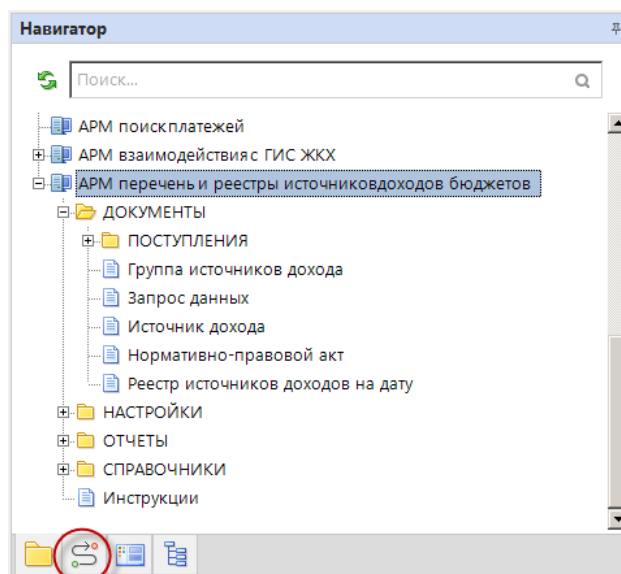 Навигатор
Поиск...
АРМ поискплатежей
АРМ взаимодействияс ГИС ЖКХ
АРМ перечень и реестры источниковдоходов бюджетов
ДОКУМЕНТЫ
ПОСТУПЛЕНИЯ
Группа источников дохода
Запрос данных
Источник дохода
Нормативно-правовой акт
Реестр источников доходов на дату
НАСТРОЙКИ
ОТЧЕТЫ
СПРАВОЧНИКИ
Инструкции